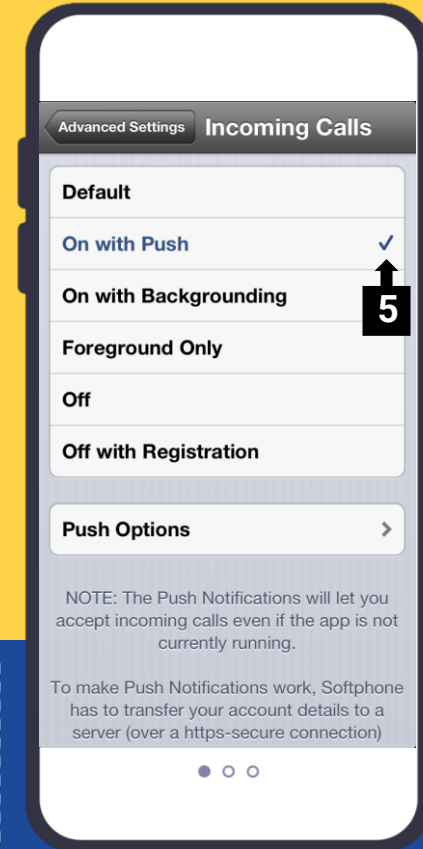 Advanced Settings
Incoming Calls
Default
On with Push
5
On with Backgrounding
Foreground Only
Off
Off with Registration
Push Options
NOTE: The Push Notifications will let you
accept incoming calls even if the app is not
currently running.
To make Push Notifications work, Softphone
has to transfer your account details to a
server (over a https-secure connection)